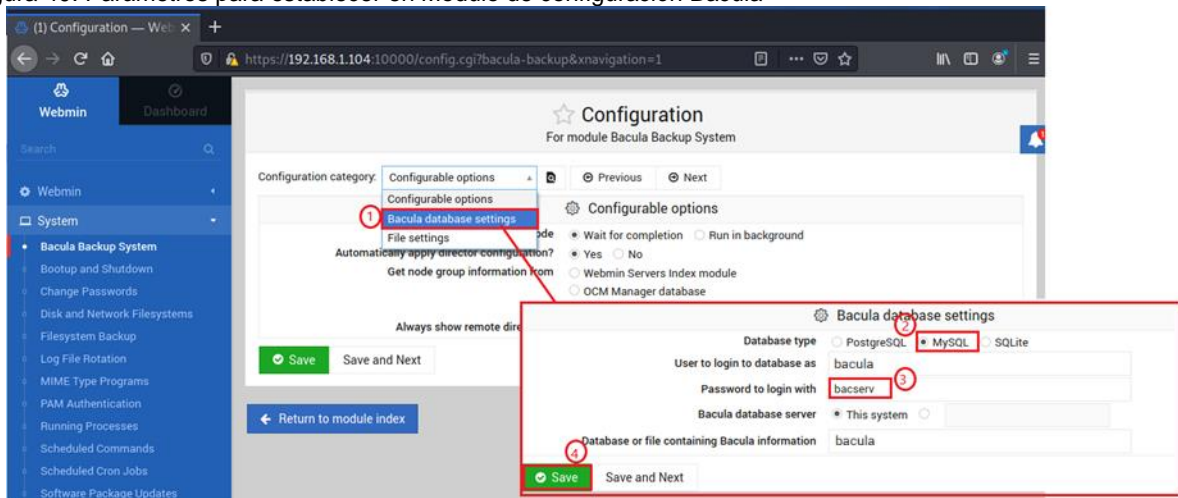 (1) Configuration — Web
https://192.168.1.104:10000/config.cgi?bacula-backup&xnavigation=1
Webmin
Dashboard
Search
Webmin
System
Bacula Backup System
Bootup and Shutdown
Change Passwords
Disk and Network Filesystems
Filesystem Backup
Log File Rotation
MIME Type Programs
PAM Authentication
Running Processes
Scheduled Commands
Scheduled Cron Jobs
Software Package Updates
Configuration
For module Bacula Backup System
1
Configuration category: Configurable options Previous Next
Configurable options
1 Bacula database settings
File settings
Configurable options
Wait for completion Run in background
Automatically apply director configuration? Yes No
Get node group information from Webmin Servers Index module
OCM Manager database
Always show remote
Save Save and Next
Return to module index
Bacula database settings
2
Database type PostgreSQL MySQL SQLite
User to login to database as bacula
Password to login with bacserv 3
Bacula database server This system
Database or file containing Bacula information bacula
4
Save Save and Next